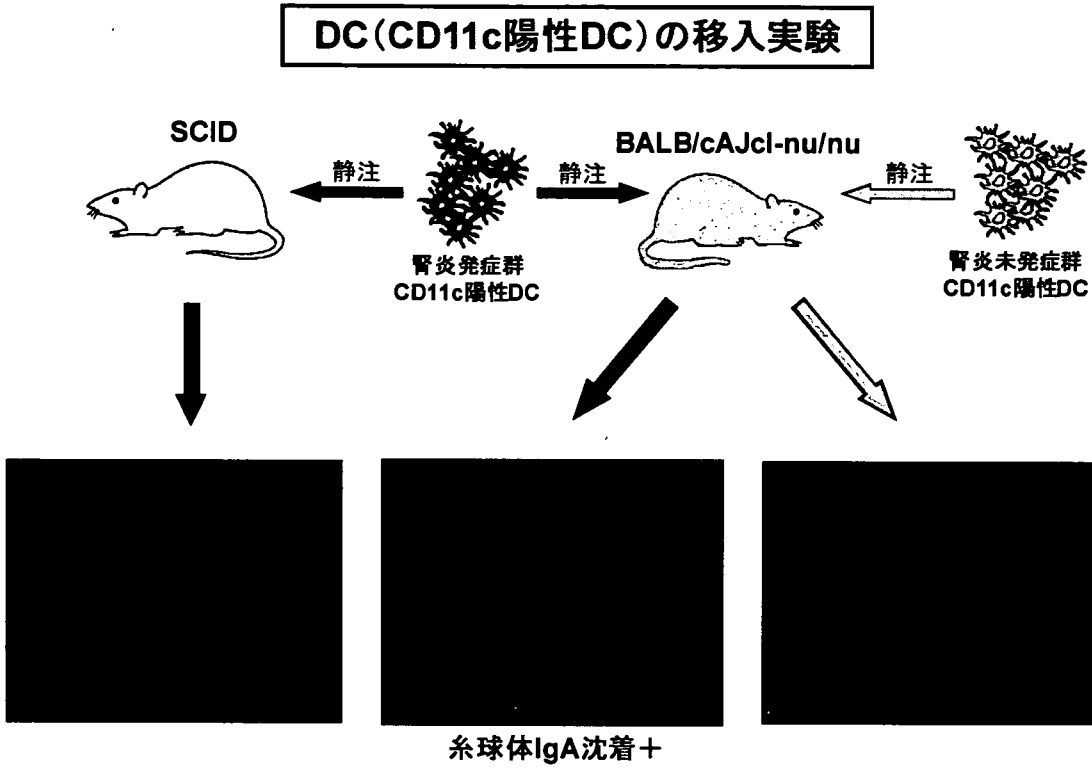 DC(CD11c陽性DC)の移入実験
SCID
静注
静注
BALB/cAJcl-nu/nu
静注
腎炎発症群
CD11c陽性DC
腎炎未発症群
CD11c陽性DC
糸球体IgA沈着+